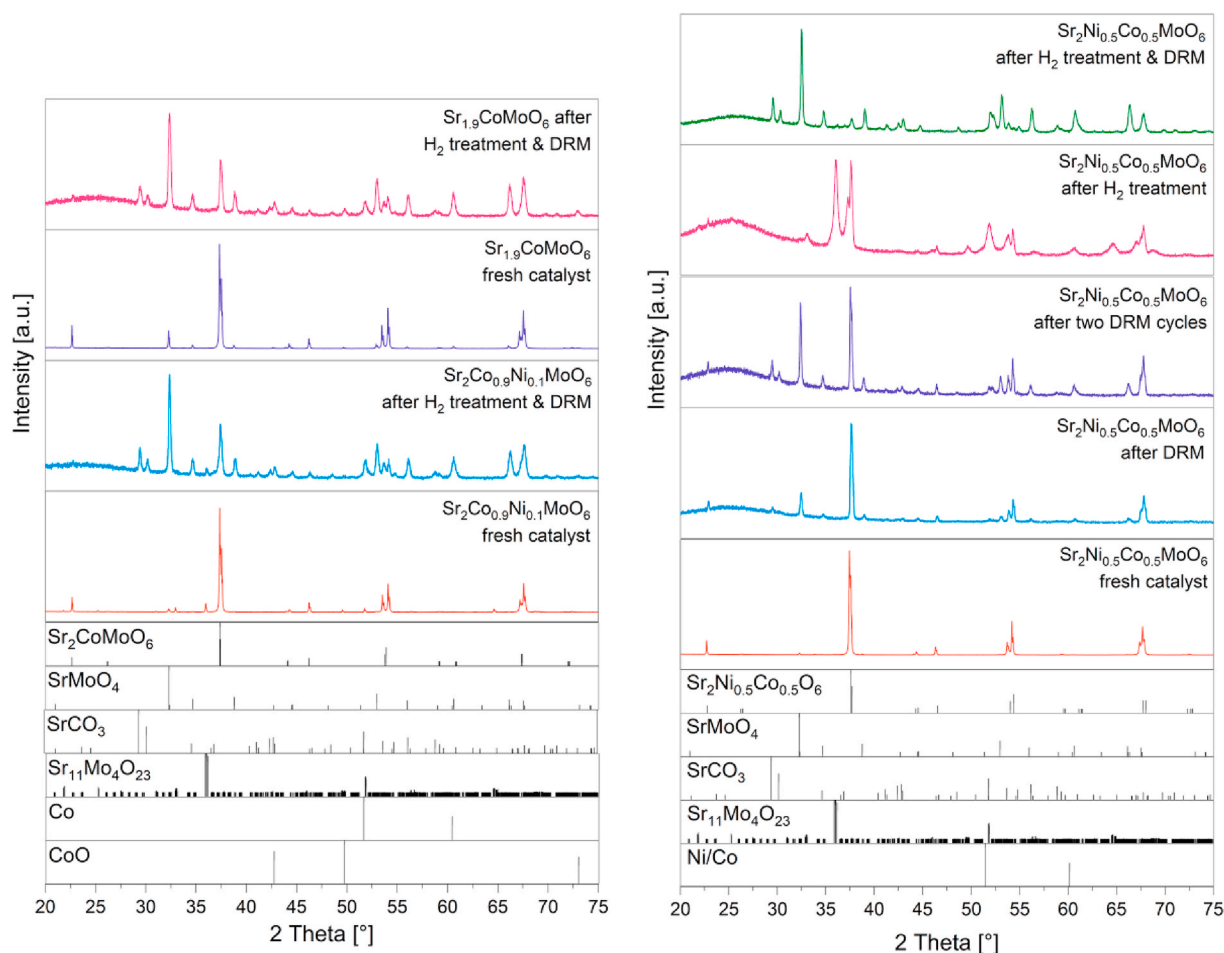 Intensity [a.u.]
Sr1.9CoMoO6 after
H2 treatment & DRM
Sr1.9CoMoO6
fresh catalyst
Sr2Co0.9Ni0.1MoO6
after H2 treatment & DRM
Sr2Co0.9Ni0.1MoO6
fresh catalyst
Sr2CoMoO6
SrMoO4
SrCO3
Sr11Mo4O23
Co
CoO
20 25 30 35 40 45 50 55 60 65 70 75
2 Theta [°]
Intensity [a.u.]
Sr2Ni0.5Co0.5MoO6
after H2 treatment & DRM
Sr2Ni0.5Co0.5MoO6
after H2 treatment
Sr2Ni0.5Co0.5MoO6
after two DRM cycles
Sr2Ni0.5Co0.5MoO6
after DRM
Sr2Ni0.5Co0.5MoO6
fresh catalyst
Sr2Ni0.5Co0.5O6
SrMoO4
SrCO3
Sr11Mo4O23
Ni/Co
20 25 30 35 40 45 50 55 60 65 70 75
2 Theta [°]